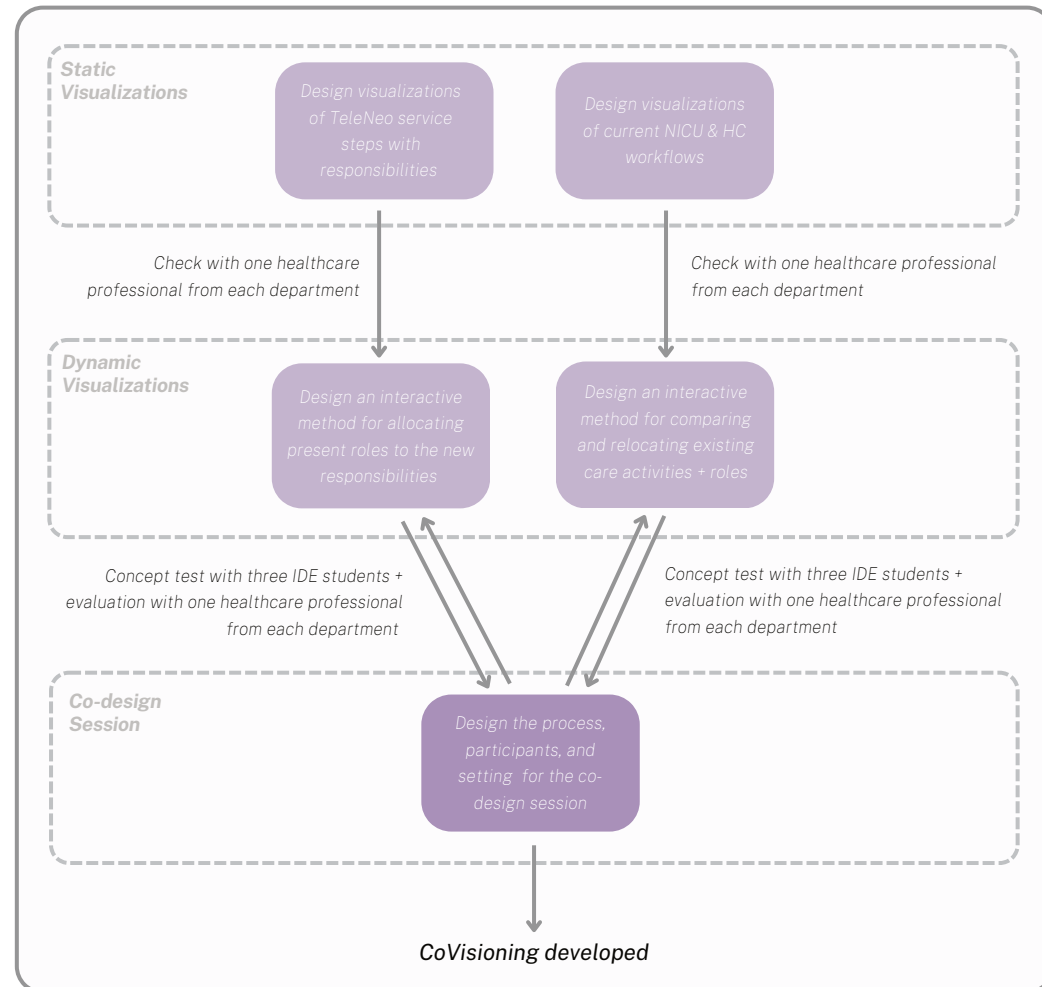 Static
Visualizations
Design visualizations
of TeleNeo service
steps with
responsibilities
Design visualizations
of current NICU & HC
workflows
Check with one healthcare
professional from each department
Check with one healthcare professional
from each department
Dynamic
Visualizations
Design an interactive
method for allocating
present roles to the new
responsibilities
Design an interactive
method for comparing
and relocating existing
care activities + roles
Concept test with three IDE students +
evaluation with one healthcare professional
from each department
Concept test with three IDE students +
evaluation with one healthcare professional
from each department
Co-design
Session
Design the process,
participants, and
setting for the co-
design session
CoVisioning developed